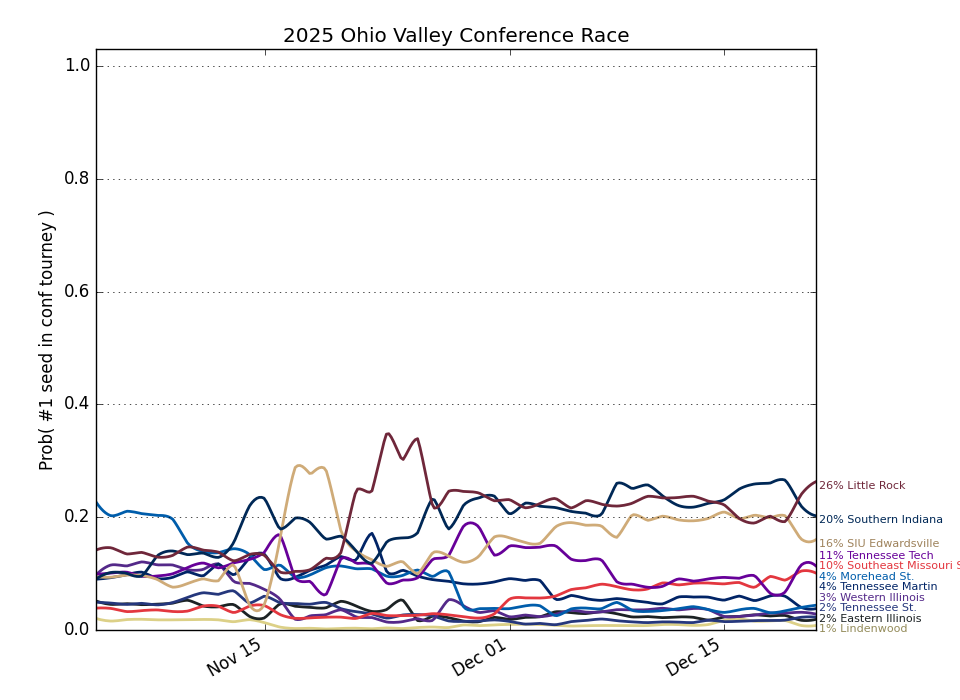 2025 Ohio Valley Conference Race
Prob( #1 seed in conf tourney )
1.0
0.8
0.6
0.4
0.2
0.0
Nov 15
Dec 01
Dec 15
26% Little Rock
20% Southern Indiana
16% SIU Edwardsville
11% Tennessee Tech
10% Southeast Missouri S
4% Morehead St.
4% Tennessee Martin
3% Western Illinois
2% Tennessee St.
2% Eastern Illinois
1% Lindenwood